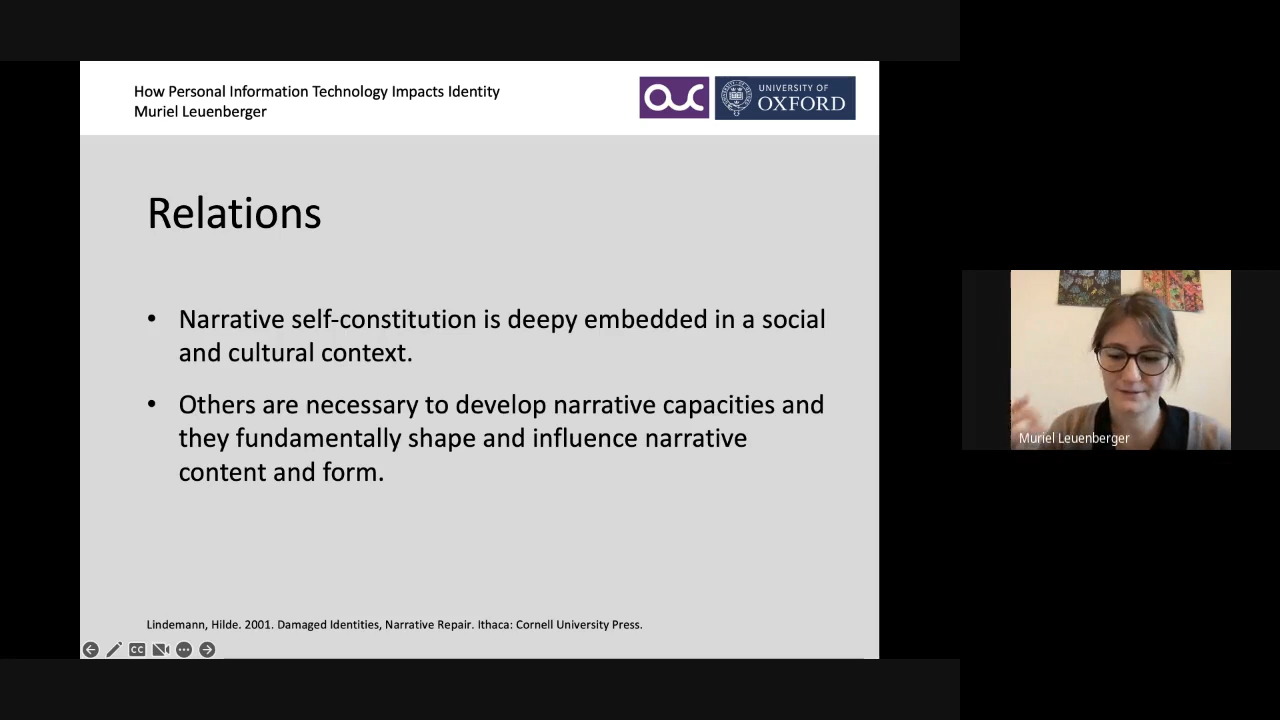 How Personal Information Technology Impacts Identity
Muriel Leuenberger
OUC
UNIVERSITY OF
OXFORD
Relations
• Narrative self-constitution is deepy embedded in a social
and cultural context.
• Others are necessary to develop narrative capacities and
they fundamentally shape and influence narrative
content and form.
Muriel Leuenberger
Lindemann, Hilde. 2001. Damaged Identities, Narrative Repair. Ithaca: Cornell University Press.
CC